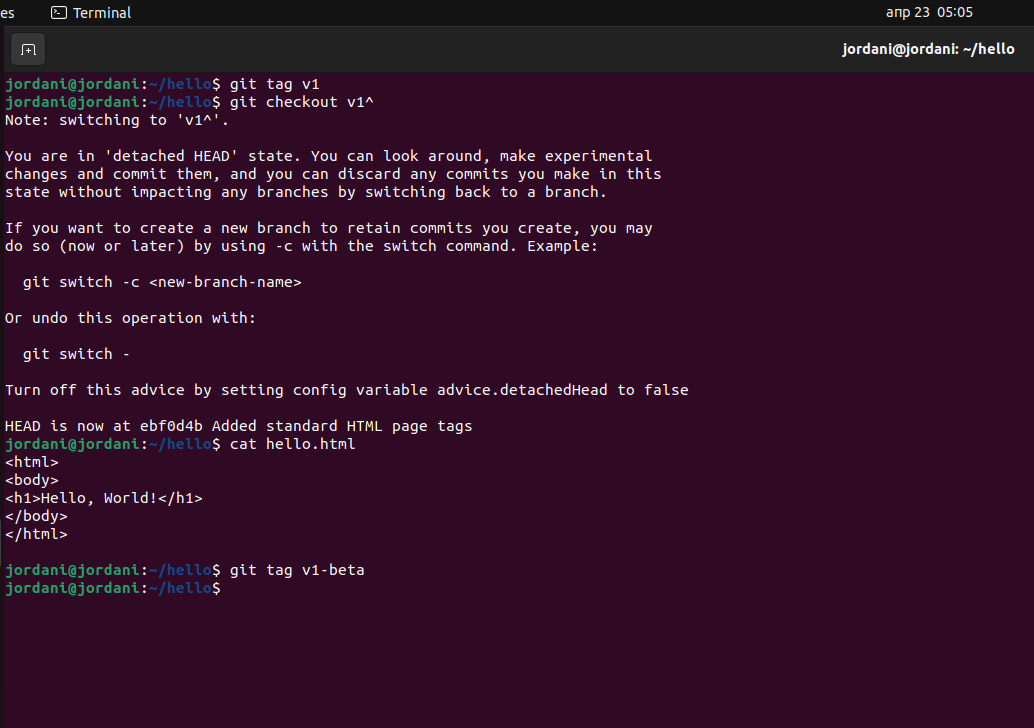 es
Terminal
апр 23 05:05
jordani@jordani: ~/hello
jordani@jordani:~/hello$ git tag v1
jordani@jordani:~/hello$ git checkout v1^
Note: switching to 'v1^'.

You are in 'detached HEAD' state. You can look around, make experimental
changes and commit them, and you can discard any commits you make in this
state without impacting any branches by switching back to a branch.

If you want to create a new branch to retain commits you create, you may
do so (now or later) by using -c with the switch command. Example:

  git switch -c <new-branch-name>

Or undo this operation with:

  git switch -

Turn off this advice by setting config variable advice.detachedHead to false

HEAD is now at ebf0d4b Added standard HTML page tags
jordani@jordani:~/hello$ cat hello.html
<html>
<body>
<h1>Hello, World!</h1>
</body>
</html>

jordani@jordani:~/hello$ git tag v1-beta
jordani@jordani:~/hello$